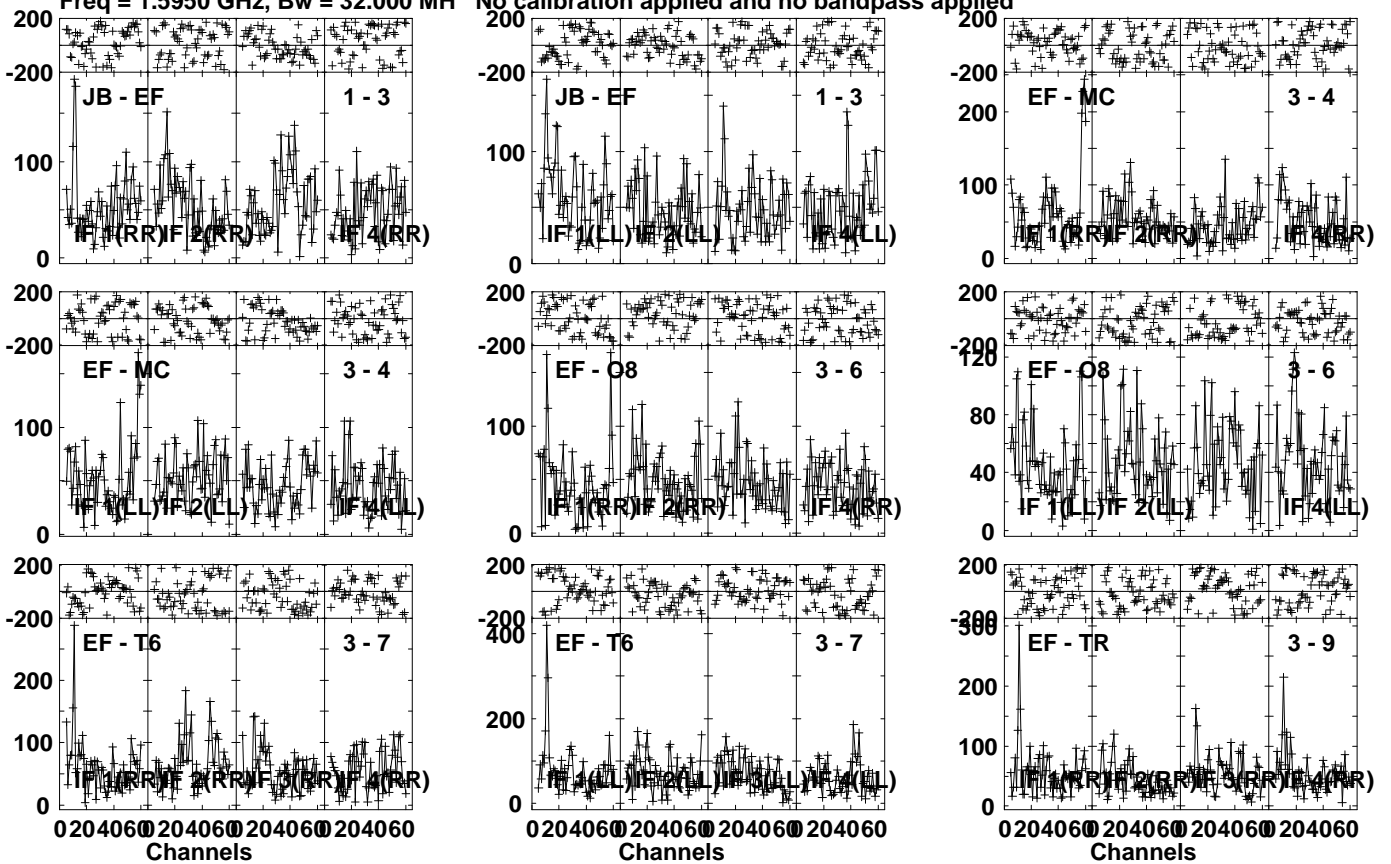 Freq = 1.5950 GHz, Bw = 32.000 MH No calibration applied and no bandpass applied
200
-200
JB - EF 1 - 3
100
0
IF 1(RR) IF 2(RR) IF 4(RR)
200
-200
JB - EF 1 - 3
100
0
IF 1(LL) IF 2(LL) IF 4(LL)
200
-200
EF - MC 3 - 4
200
100
0
IF 1(RR) IF 2(RR) IF 4(RR)
200
-200
EF - MC 3 - 4
100
0
IF 1(LL) IF 2(LL) IF 4(LL)
200
-200
EF - O8 3 - 6
100
0
IF 1(RR) IF 2(RR) IF 4(RR)
200
-200
120
EF - O8 3 - 6
80
40
0
IF 1(LL) IF 2(LL) IF 4(LL)
200
-200
EF - T6 3 - 7
200
100
0
IF 1(RR) IF 2(RR) IF 3(RR) IF 4(RR)
0 20 40 60 0 20 40 60 0 20 40 60 0 20 40 60
Channels
200
-200
400
EF - T6 3 - 7
200
0
IF 1(LL) IF 2(LL) IF 3(LL) IF 4(LL)
0 20 40 60 0 20 40 60 0 20 40 60 0 20 40 60
Channels
200
-200
300
EF - TR 3 - 9
200
100
0
IF 1(RR) IF 2(RR) IF 3(RR) IF 4(RR)
0 20 40 60 0 20 40 60 0 20 40 60 0 20 40 60
Channels